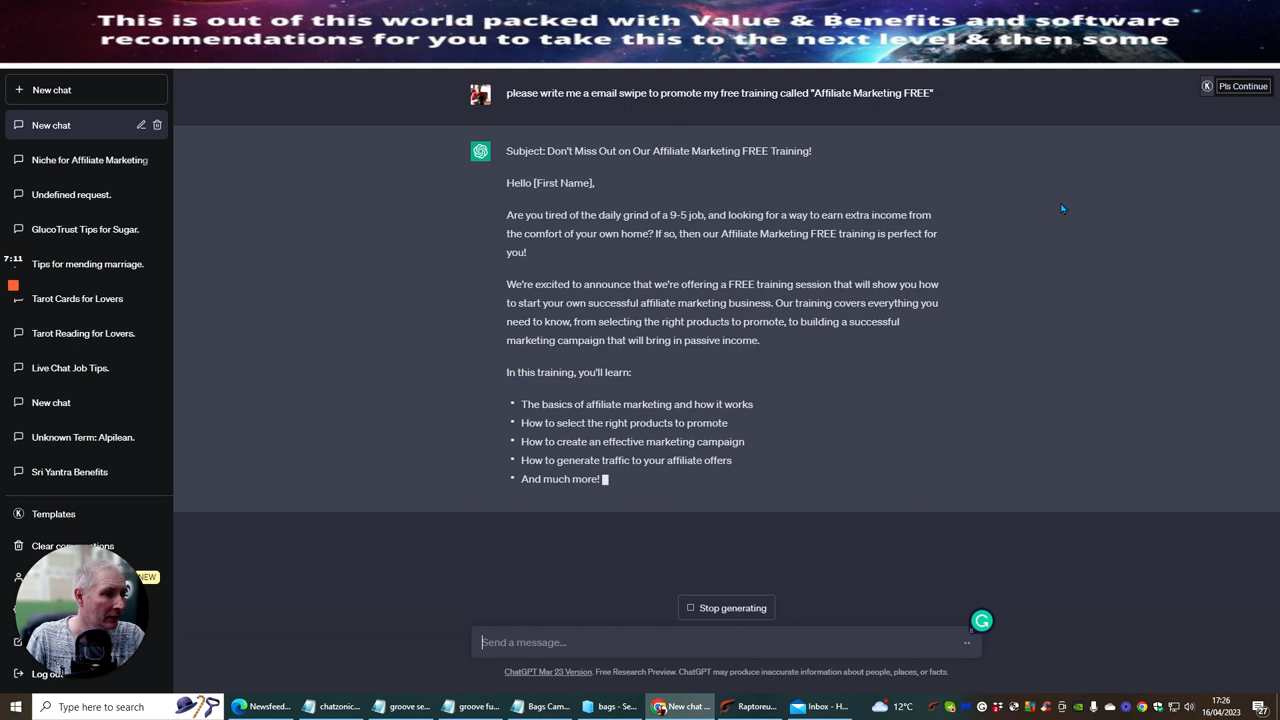 This is out of this world packed with Value & Benefits and software
recomendations for you to take this to the next level & then some
New chat
New chat
Niche for Affiliate Marketing
Undefined request.
GlucoTrust Tips for Sugar.
7:11
Tips for mending marriage.
Tarot Cards for Lovers
Tarot Reading for Lovers.
Live Chat Job Tips.
New chat
Unknown Term: Alpilean.
Sri Yantra Benefits
Templates
Clear conversations
NEW
Log out
please write me a email swipe to promote my free training called "Affiliate Marketing FREE"
Pls Continue
Subject: Don't Miss Out on Our Affiliate Marketing FREE Training!
Hello [First Name],
Are you tired of the daily grind of a 9-5 job, and looking for a way to earn extra income from
the comfort of your own home? If so, then our Affiliate Marketing FREE training is perfect for
you!
We're excited to announce that we're offering a FREE training session that will show you how
to start your own successful affiliate marketing business. Our training covers everything you
need to know, from selecting the right products to promote, to building a successful
marketing campaign that will bring in passive income.
In this training, you'll learn:
• The basics of affiliate marketing and how it works
• How to select the right products to promote
• How to create an effective marketing campaign
• How to generate traffic to your affiliate offers
• And much more!
Stop generating
Send a message...
ChatGPT Mar 23 Version. Free Research Preview. ChatGPT may produce inaccurate information about people, places, or facts.
Type here to search
Newsfeed...
chatzonic...
groove se...
groove fu...
Bags Cam...
bags - Se...
New chat ...
Raptoreu...
Inbox - H...
12°C
17:26
16/04/2023